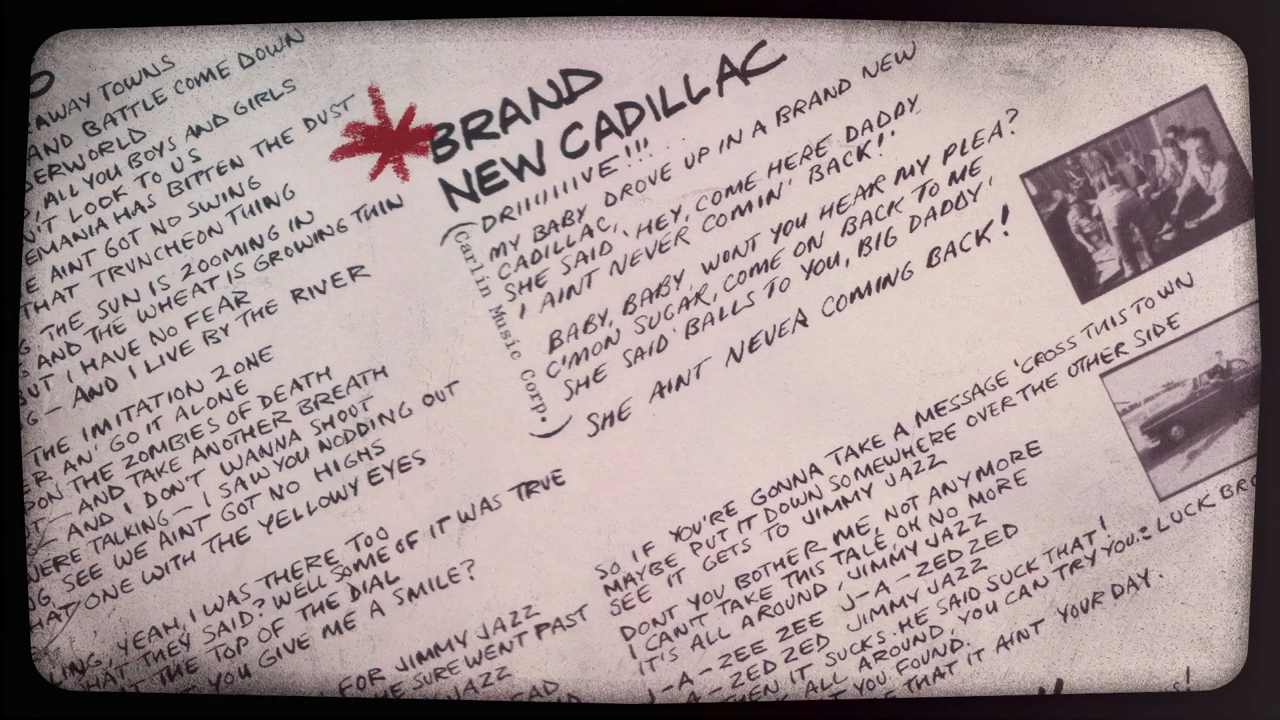 AWAY TOWNS
AND BATTLE COME DOWN
ERWORLD
ALL YOU BOYS AND GIRLS
LOOK TO US
EMANIA HAS BITTEN THE DUST
AINT GOT NO SWING
THAT TRUNCHEON THING
THE SUN IS ZOOMING IN
AND THE WHEAT IS GROWING THIN
BUT I HAVE NO FEAR
AND I LIVE BY THE RIVER
THE IMITATION ZONE
AN' GO IT ALONE
ON THE ZOMBIES OF DEATH
AND TAKE ANOTHER BREATH
AND I DON'T WANNA SHOUT
WERE TALKING — I SAW YOU NODDING OUT
SEE WE AINT GOT NO HIGHS
THAT ONE WITH THE YELLOWY EYES
YEAH, I WAS THERE TOO
HAT THEY SAID? WELL SOME OF IT WAS TRUE
AT THE TOP OF THE DIAL
YOU GIVE ME A SMILE?
BRAND
NEW CADILLAC
(Carlin Music Corp.)
DRIIIIIIVE!!! . . .
MY BABY DROVE UP IN A BRAND NEW
CADILLAC,
SHE SAID 'HEY, COME HERE DADDY
I AINT NEVER COMIN' BACK!'
BABY, BABY, WONT YOU HEAR MY PLEA?
C'MON SUGAR, COME ON BACK TO ME
SHE SAID 'BALLS TO YOU, BIG DADDY'
SHE AINT NEVER COMING BACK!
FOR JIMMY JAZZ
SURE WENT PAST
JAZZ
SO IF YOU'RE GONNA TAKE A MESSAGE 'CROSS THIS TOWN
MAYBE PUT IT DOWN SOMEWHERE OVER THE OTHER SIDE
SEE IT GETS TO JIMMY JAZZ
DONT YOU BOTHER ME, NOT ANYMORE
I CAN'T TAKE THIS TALE OH NO MORE
IT'S ALL AROUND, JIMMY JAZZ
J-A-ZEE ZEE J-A-ZED ZED
A-ZED ZED JIMMY JAZZ
THEN IT SUCKS. HE SAID SUCK THAT!
ALL AROUND, YOU CAN TRY YOU
LUCK BRO
YOU FOUND.
THAT IT AINT YOUR DAY.